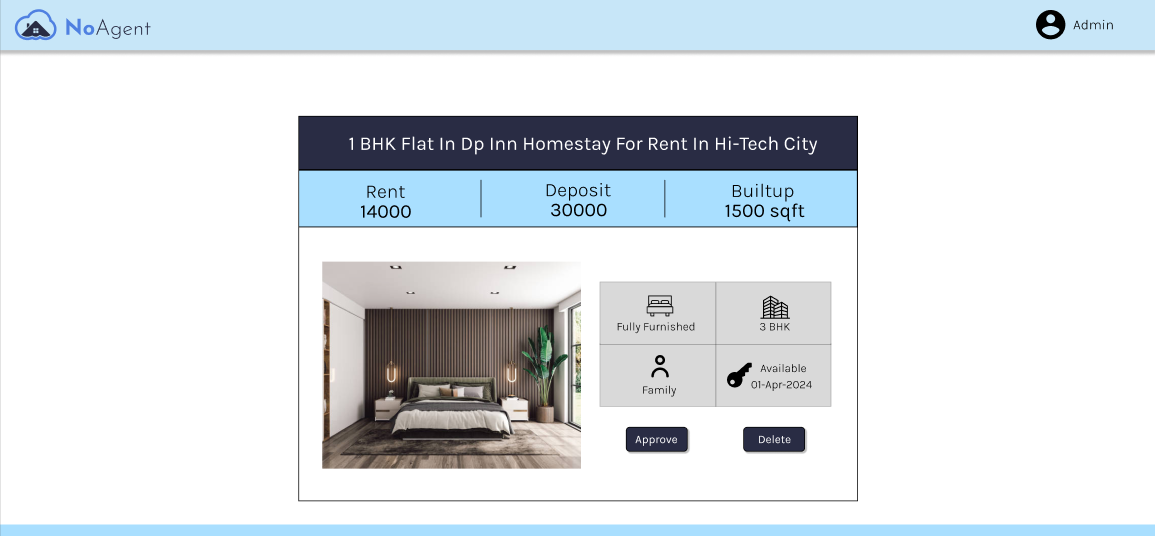 NoAgent
Admin
1 BHK Flat In Dp Inn Homestay For Rent In Hi-Tech City
Rent
14000
Deposit
30000
Builtup
1500 sqft
Fully Furnished
3 BHK
Family
Available
01-Apr-2024
Approve
Delete